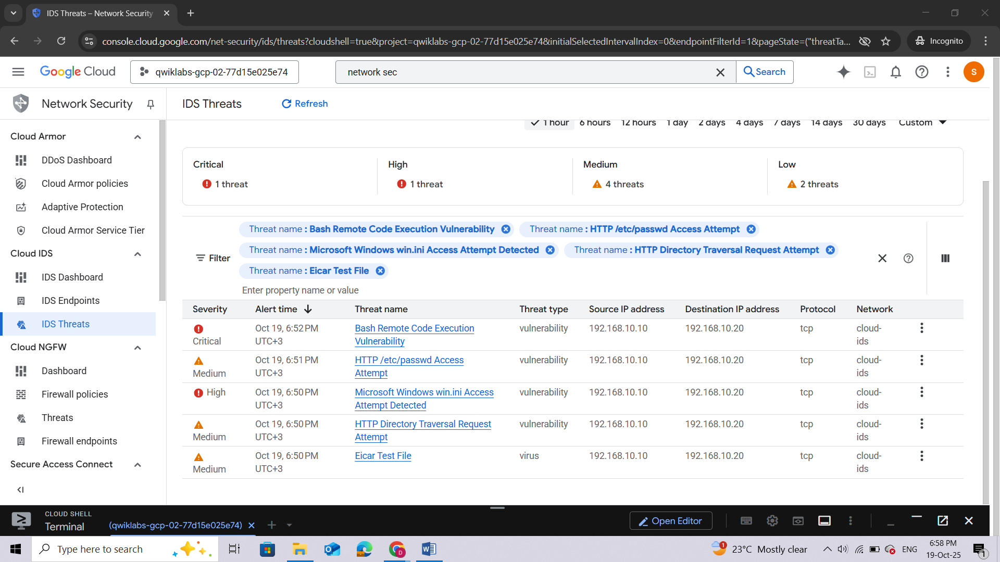 IDS Threats – Network Security
console.cloud.google.com/net-security/ids/threats?cloudshell=true&project=qwiklabs-gcp-02-77d15e025e74&initialSelectedIntervalIndex=0&endpointFilterId=1&pageState=("threatTa...
Incognito
Google Cloud
qwiklabs-gcp-02-77d15e025e74
network sec
Search
S
Network Security
IDS Threats
Refresh
1 hour 6 hours 12 hours 1 day 2 days 4 days 7 days 14 days 30 days Custom
Cloud Armor
DDoS Dashboard
Cloud Armor policies
Adaptive Protection
Cloud Armor Service Tier
Cloud IDS
IDS Dashboard
IDS Endpoints
IDS Threats
Cloud NGFW
Dashboard
Firewall policies
Threats
Firewall endpoints
Secure Access Connect
Critical High Medium Low
1 threat 1 threat 4 threats 2 threats
Filter
Threat name : Bash Remote Code Execution Vulnerability Threat name : HTTP /etc/passwd Access Attempt
Threat name : Microsoft Windows win.ini Access Attempt Detected Threat name : HTTP Directory Traversal Request Attempt
Threat name : Eicar Test File
Enter property name or value
Severity Alert time Threat name Threat type Source IP address Destination IP address Protocol Network
Oct 19, 6:52 PM Bash Remote Code Execution vulnerability 192.168.10.10 192.168.10.20 tcp cloud-
Critical UTC+3 Vulnerability ids
Oct 19, 6:51 PM HTTP /etc/passwd Access vulnerability 192.168.10.10 192.168.10.20 tcp cloud-
Medium UTC+3 Attempt ids
High Oct 19, 6:50 PM Microsoft Windows win.ini Access vulnerability 192.168.10.10 192.168.10.20 tcp cloud-
UTC+3 Attempt Detected ids
Oct 19, 6:50 PM HTTP Directory Traversal Request vulnerability 192.168.10.10 192.168.10.20 tcp cloud-
Medium UTC+3 Attempt ids
Oct 19, 6:50 PM Eicar Test File virus 192.168.10.10 192.168.10.20 tcp cloud-
Medium UTC+3 ids
CLOUD SHELL
Terminal
(qwiklabs-gcp-02-77d15e025e74)
Open Editor
Type here to search
1
23°C Mostly clear
ENG
6:58 PM
19-Oct-25
1